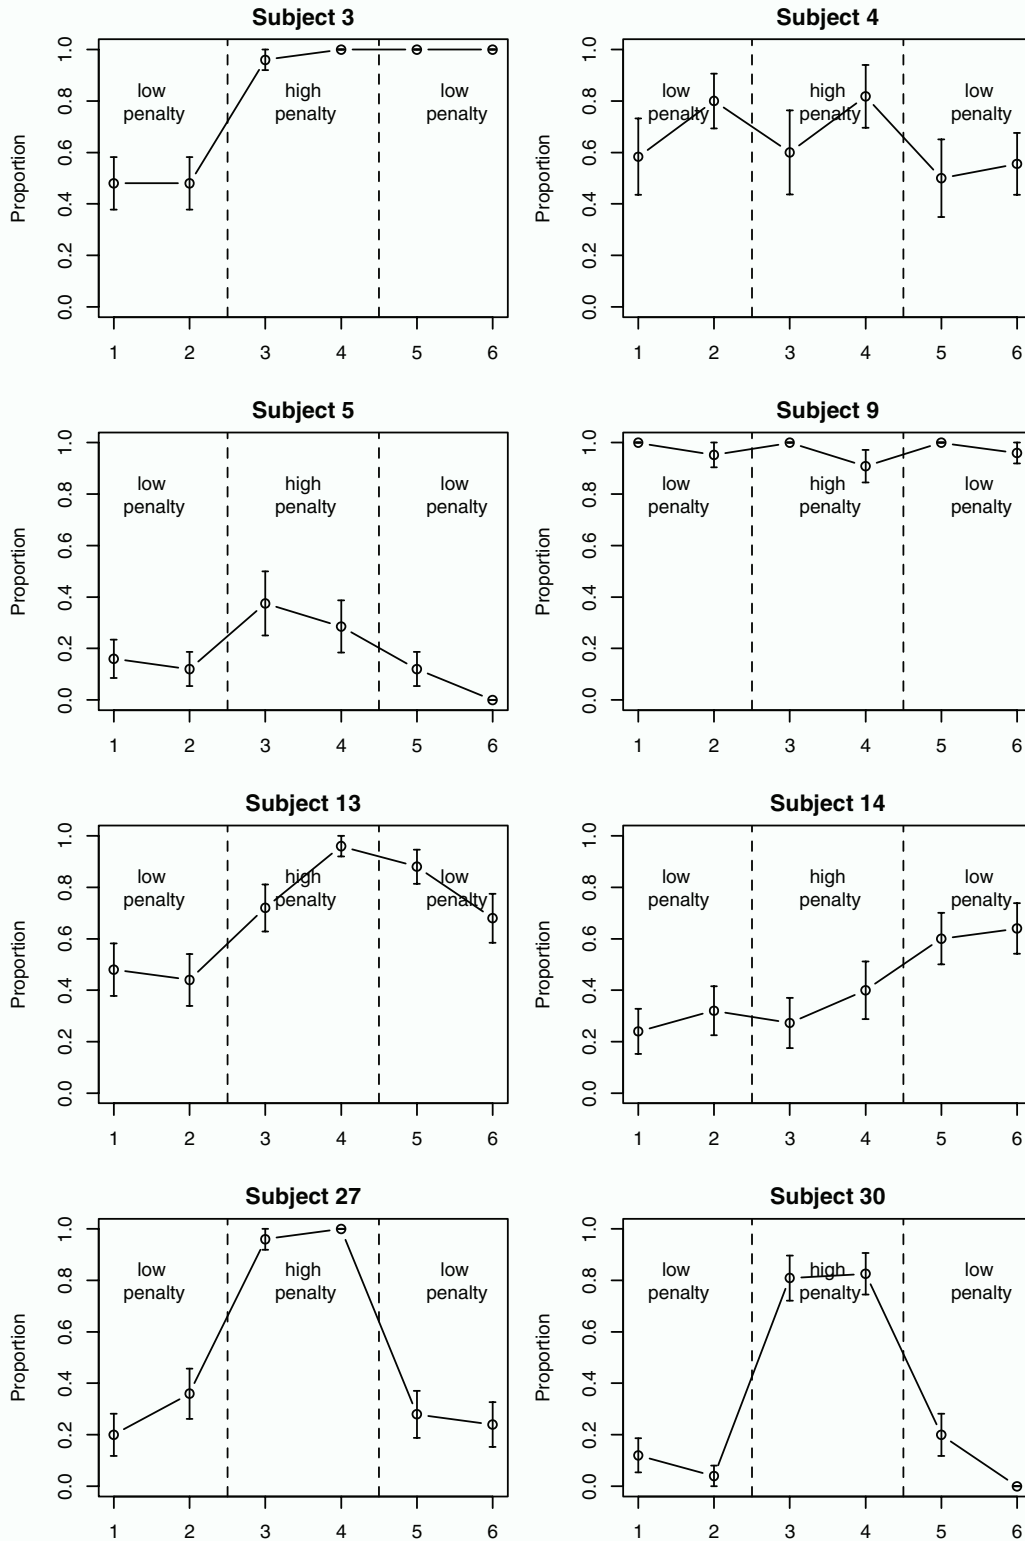 Subject 3
Proportion
0.0 0.2 0.4 0.6 0.8 1.0
low
penalty
high
penalty
low
penalty
1 2 3 4 5 6
Subject 4
Proportion
0.0 0.2 0.4 0.6 0.8 1.0
low
penalty
high
penalty
low
penalty
1 2 3 4 5 6
Subject 5
Proportion
0.0 0.2 0.4 0.6 0.8 1.0
low
penalty
high
penalty
low
penalty
1 2 3 4 5 6
Subject 9
Proportion
0.0 0.2 0.4 0.6 0.8 1.0
low
penalty
high
penalty
low
penalty
1 2 3 4 5 6
Subject 13
Proportion
0.0 0.2 0.4 0.6 0.8 1.0
low
penalty
high
penalty
low
penalty
1 2 3 4 5 6
Subject 14
Proportion
0.0 0.2 0.4 0.6 0.8 1.0
low
penalty
high
penalty
low
penalty
1 2 3 4 5 6
Subject 27
Proportion
0.0 0.2 0.4 0.6 0.8 1.0
low
penalty
high
penalty
low
penalty
1 2 3 4 5 6
Subject 30
Proportion
0.0 0.2 0.4 0.6 0.8 1.0
low
penalty
high
penalty
low
penalty
1 2 3 4 5 6